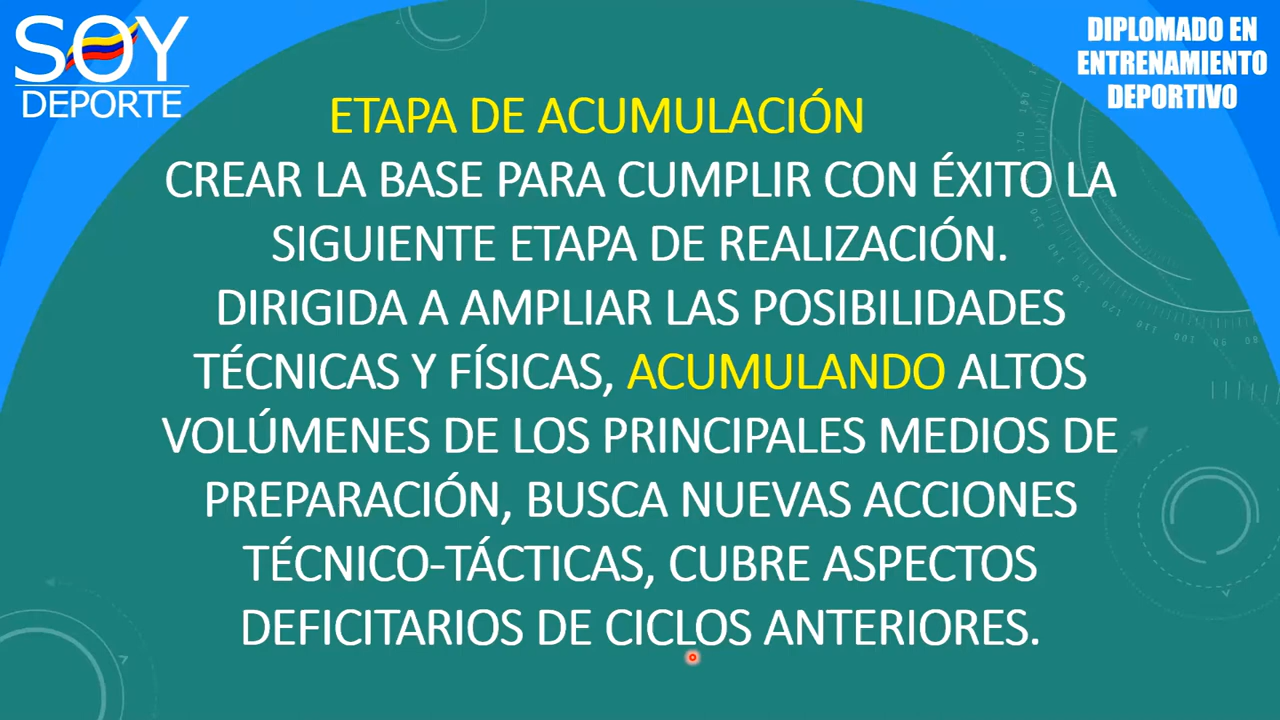 SOY
DEPORTE
DIPLOMADO EN
ENTRENAMIENTO
DEPORTIVO
ETAPA DE ACUMULACIÓN
CREAR LA BASE PARA CUMPLIR CON ÉXITO LA
SIGUIENTE ETAPA DE REALIZACIÓN.
DIRIGIDA A AMPLIAR LAS POSIBILIDADES
TÉCNICAS Y FÍSICAS, ACUMULANDO ALTOS
VOLÚMENES DE LOS PRINCIPALES MEDIOS DE
PREPARACIÓN, BUSCA NUEVAS ACCIONES
TÉCNICO-TÁCTICAS, CUBRE ASPECTOS
DEFICITARIOS DE CICLOS ANTERIORES.